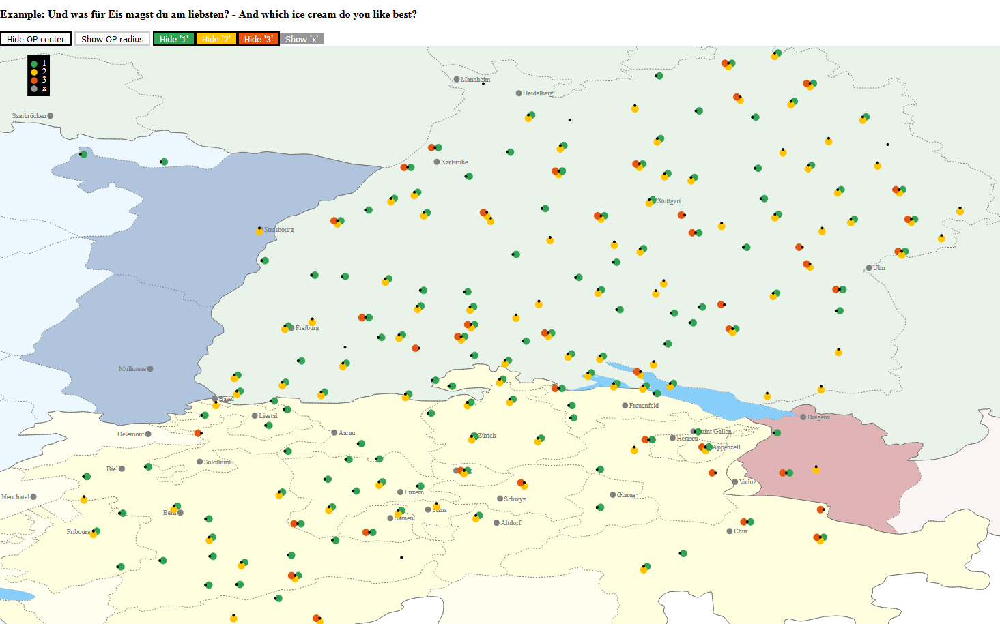 Example: Und was für Eis magst du am liebsten? - And which ice cream do you like best?
Hide OP center Show OP radius Hide '1' Hide '2' Hide '3' Show 'x'
1
2
3
x
Mannheim
Heidelberg
Saarbrücken
Karlsruhe
Stuttgart
Strasbourg
Ulm
Freiburg
Mulhouse
Basel
Liestal
Frauenfeld
Bregenz
Delemont
Aarau
Zürich
Saint Gallen
Herisau
Appenzell
Solothurn
Biel
Vaduz
Neuchatel
Luzern
Glarus
Schwyz
Bern
Stans
Sarnen
Altdorf
Fribourg
Chur